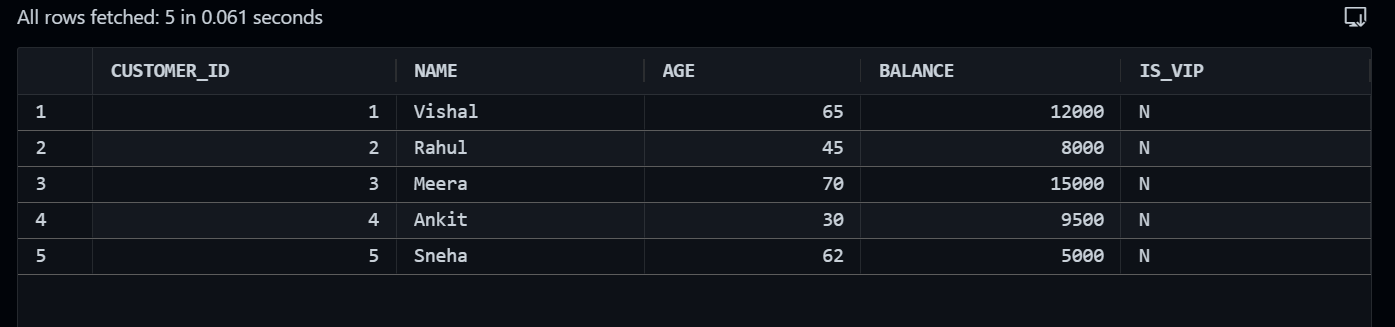 All rows fetched: 5 in 0.061 seconds
CUSTOMER_ID NAME AGE BALANCE IS_VIP
1 1 Vishal 65 12000 N
2 2 Rahul 45 8000 N
3 3 Meera 70 15000 N
4 4 Ankit 30 9500 N
5 5 Sneha 62 5000 N